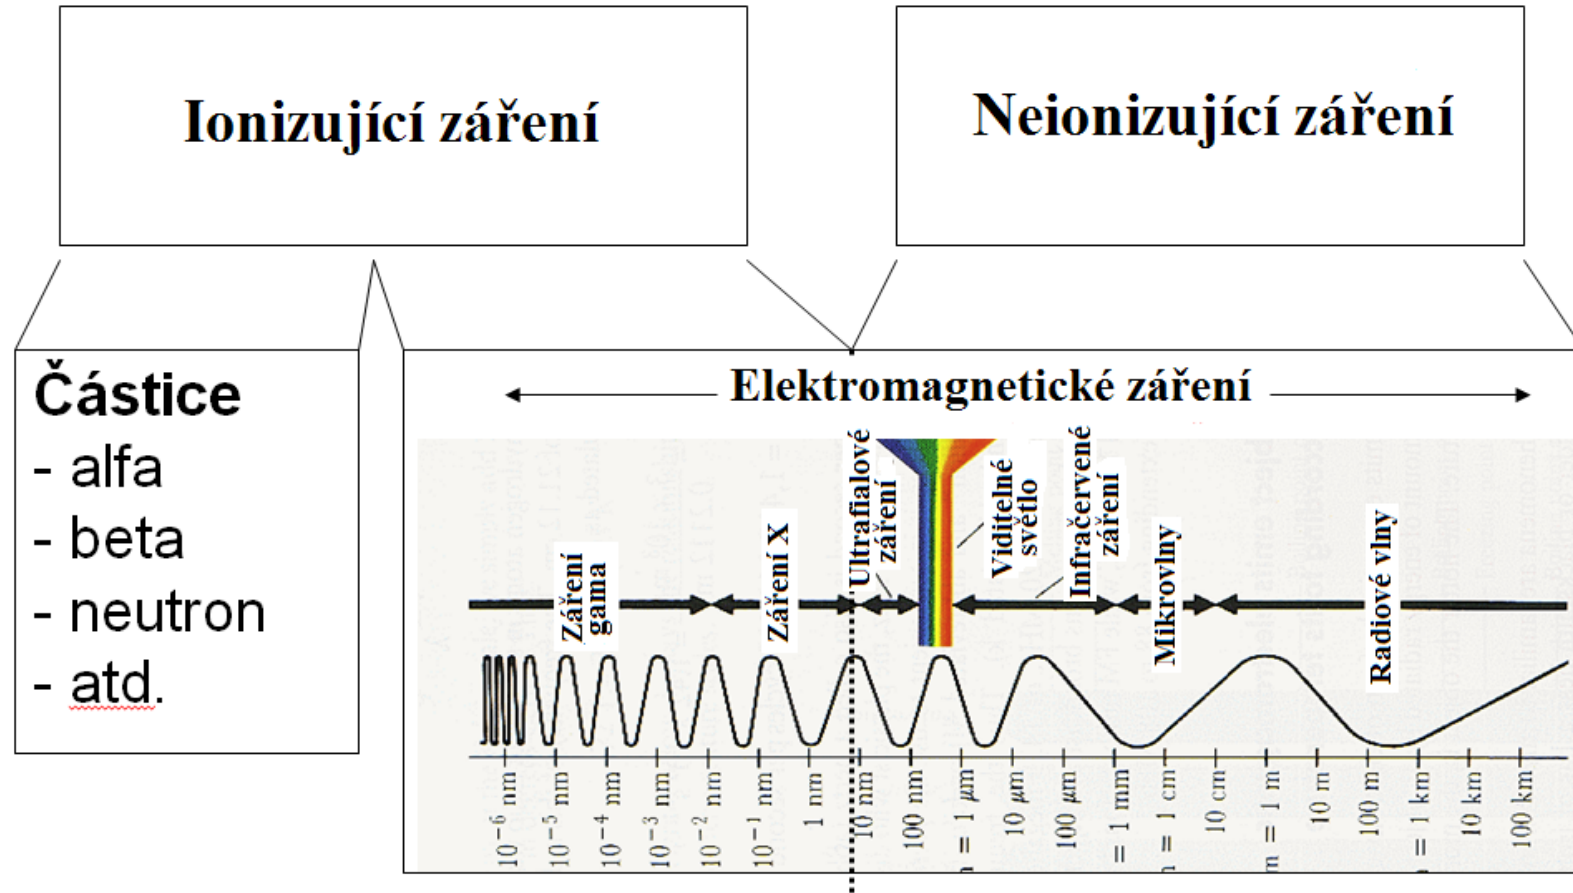 Ionizující záření
Neionizující záření
Částice
- alfa
- beta
- neutron
- atd.
Elektromagnetické záření
Záření
gama
Záření X
Ultrafialové
záření
Viditelné
světlo
Infračervené
záření
Mikrovlny
Radiové vlny
10⁻⁶ nm
10⁻⁵ nm
10⁻⁴ nm
10⁻³ nm
10⁻² nm
10⁻¹ nm
1 nm
10 nm
100 nm
= 1 µm
10 µm
100 µm
= 1 mm
= 1 cm
10 cm
m = 1 m
10 m
100 m
= 1 km
10 km
100 km